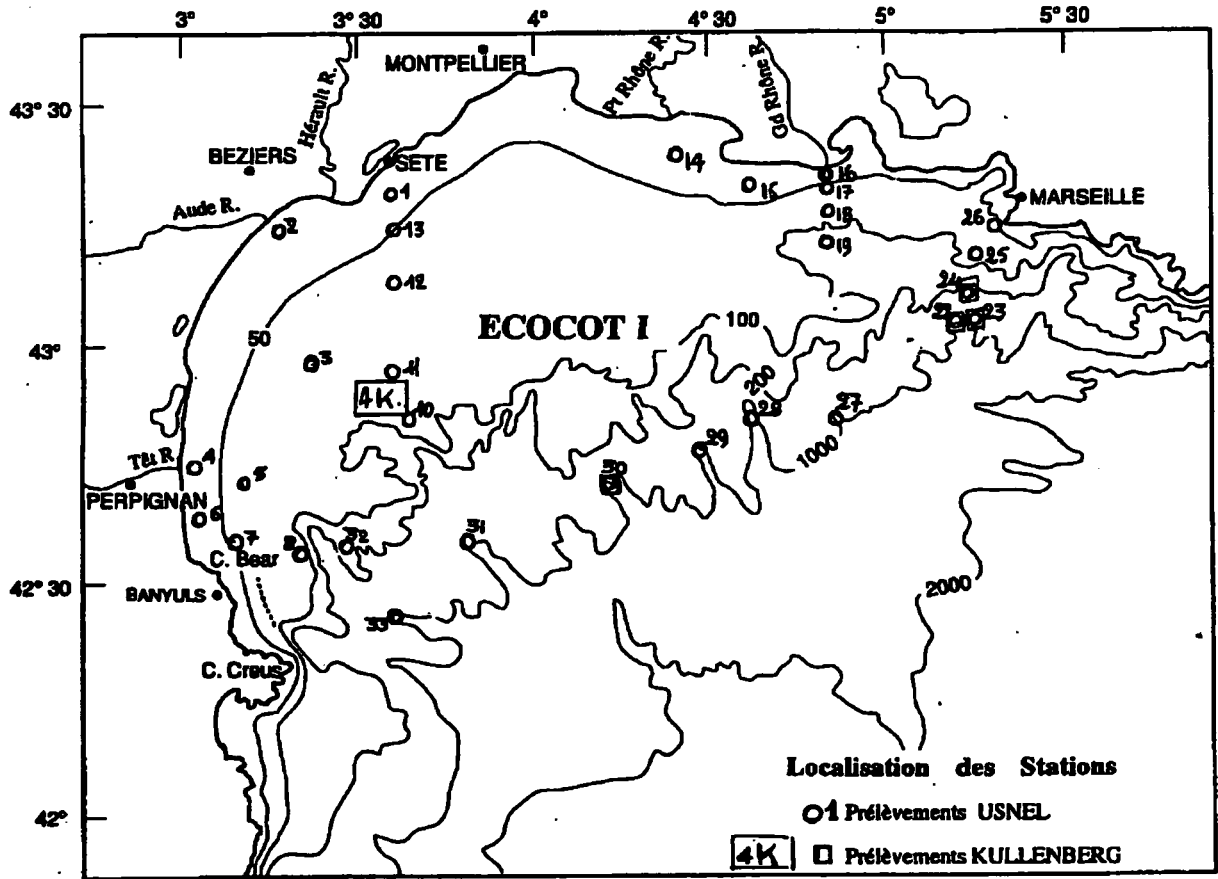 3° 3° 30 4° 4° 30 5° 5° 30
MONTPELLIER
Hérault R.
Pt Rhône R.
Gd Rhône R.
43° 30
BEZIERS
SETE
14
16
1
15
17
MARSEILLE
Aude R.
2
13
18
26
19
25
12
24
ECOCOT I
100
23
50
43°
3
11
4K.
200
10
28
27
29
1000
4
Têt R.
5
PERPIGNAN
6
7
8
32
31
C. Bear
42° 30
BANYULS
2000
33
C. Creus
Localisation des Stations
1 Prélèvements USNEL
42°
4K Prélèvements KULLENBERG